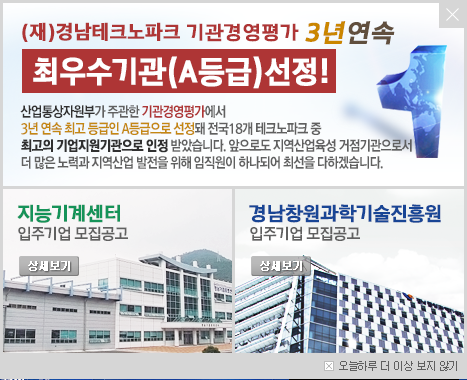 (재)경남테크노파크 기관경영평가 3년연속
최우수기관(A등급)선정!
산업통상자원부가 주관한 기관경영평가에서
3년 연속 최고 등급인 A등급으로 선정돼 전국18개 테크노파크 중
최고의 기업지원기관으로 인정 받았습니다. 앞으로도 지역산업육성 거점기관으로서
더 많은 노력과 지역산업 발전을 위해 임직원이 하나되어 최선을 다하겠습니다.
1
지능기계센터
입주기업 모집공고
상세보기
경남창원과학기술진흥원
입주기업 모집공고
상세보기
오늘하루 더 이상 보지 않기